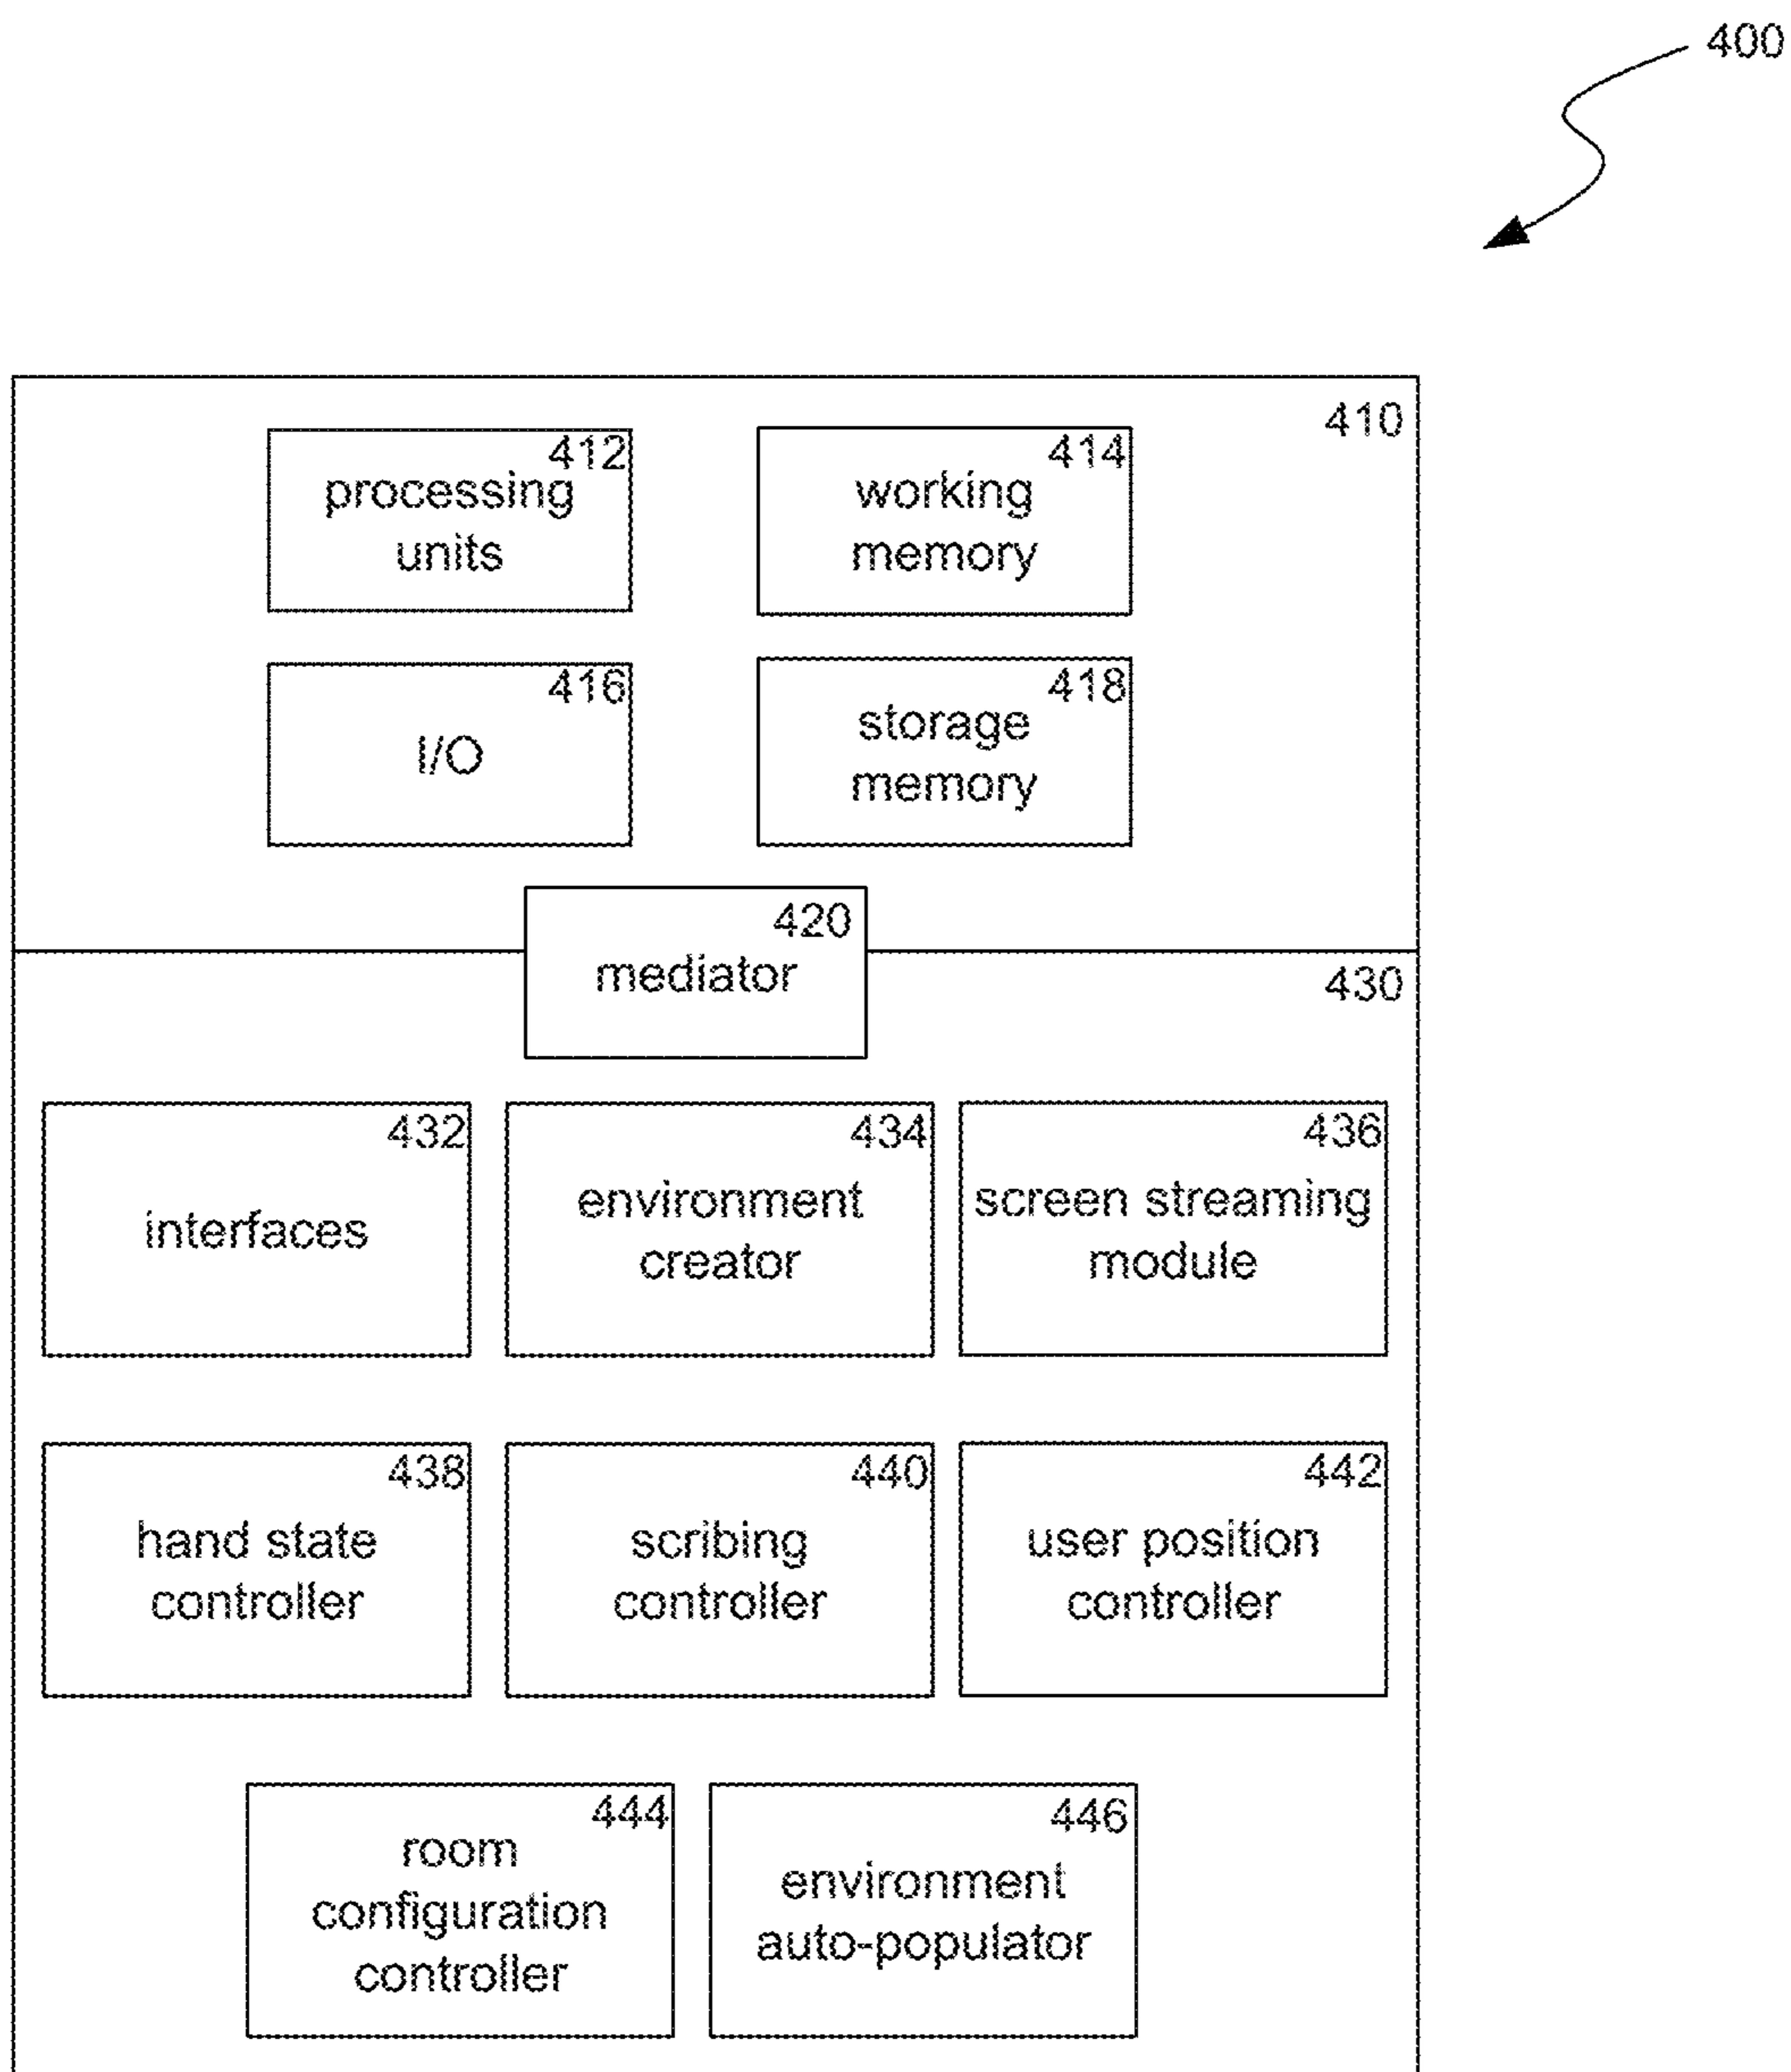 400
410
412
processing
units
414
working
memory
416
I/O
418
storage
memory
420
mediator
430
432
interfaces
434
environment
creator
436
screen streaming
module
438
hand state
controller
440
scribing
controller
442
user position
controller
444
room
configuration
controller
446
environment
auto-populator